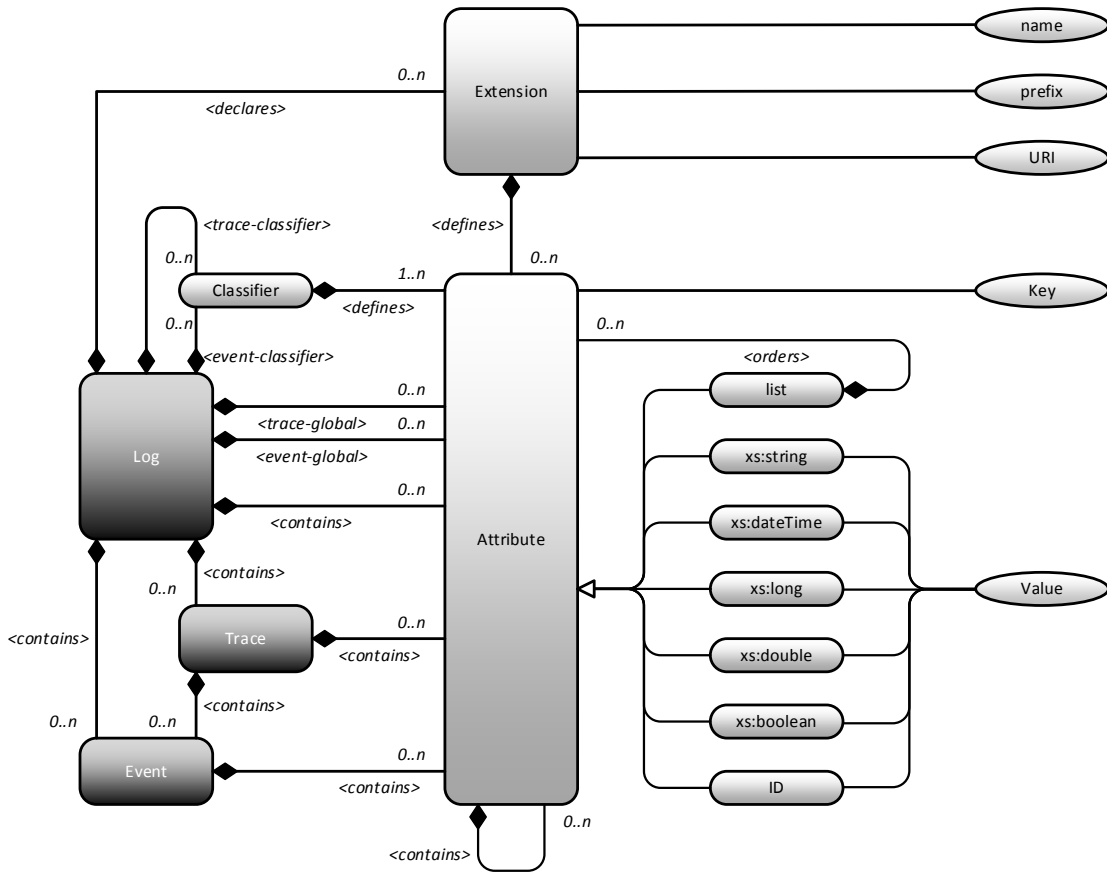 name
0..n
Extension
prefix
<declares>
URI
<trace-classifier>
<defines>
0..n
0..n
1..n
Classifier
Key
<defines>
0..n
0..n
<orders>
<event-classifier>
list
0..n
<trace-global>
0..n
Log
xs:string
<event-global>
0..n
<contains>
xs:dateTime
Attribute
<contains>
0..n
xs:long
Value
0..n
Trace
<contains>
<contains>
xs:double
<contains>
0..n
0..n
xs:boolean
0..n
Event
<contains>
ID
0..n
<contains>